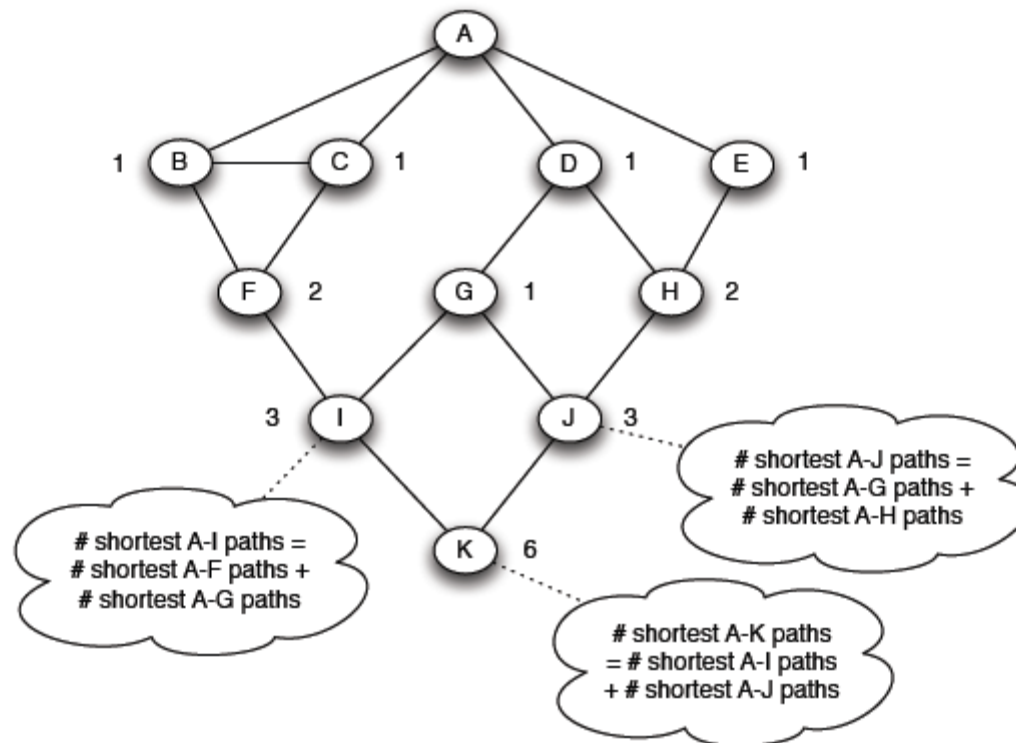 A
1 B C 1 D 1 E 1
F 2 G 1 H 2
3 I J 3
# shortest A-J paths =
# shortest A-G paths +
# shortest A-H paths
# shortest A-I paths =
# shortest A-F paths +
# shortest A-G paths
K 6
# shortest A-K paths
= # shortest A-I paths
+ # shortest A-J paths